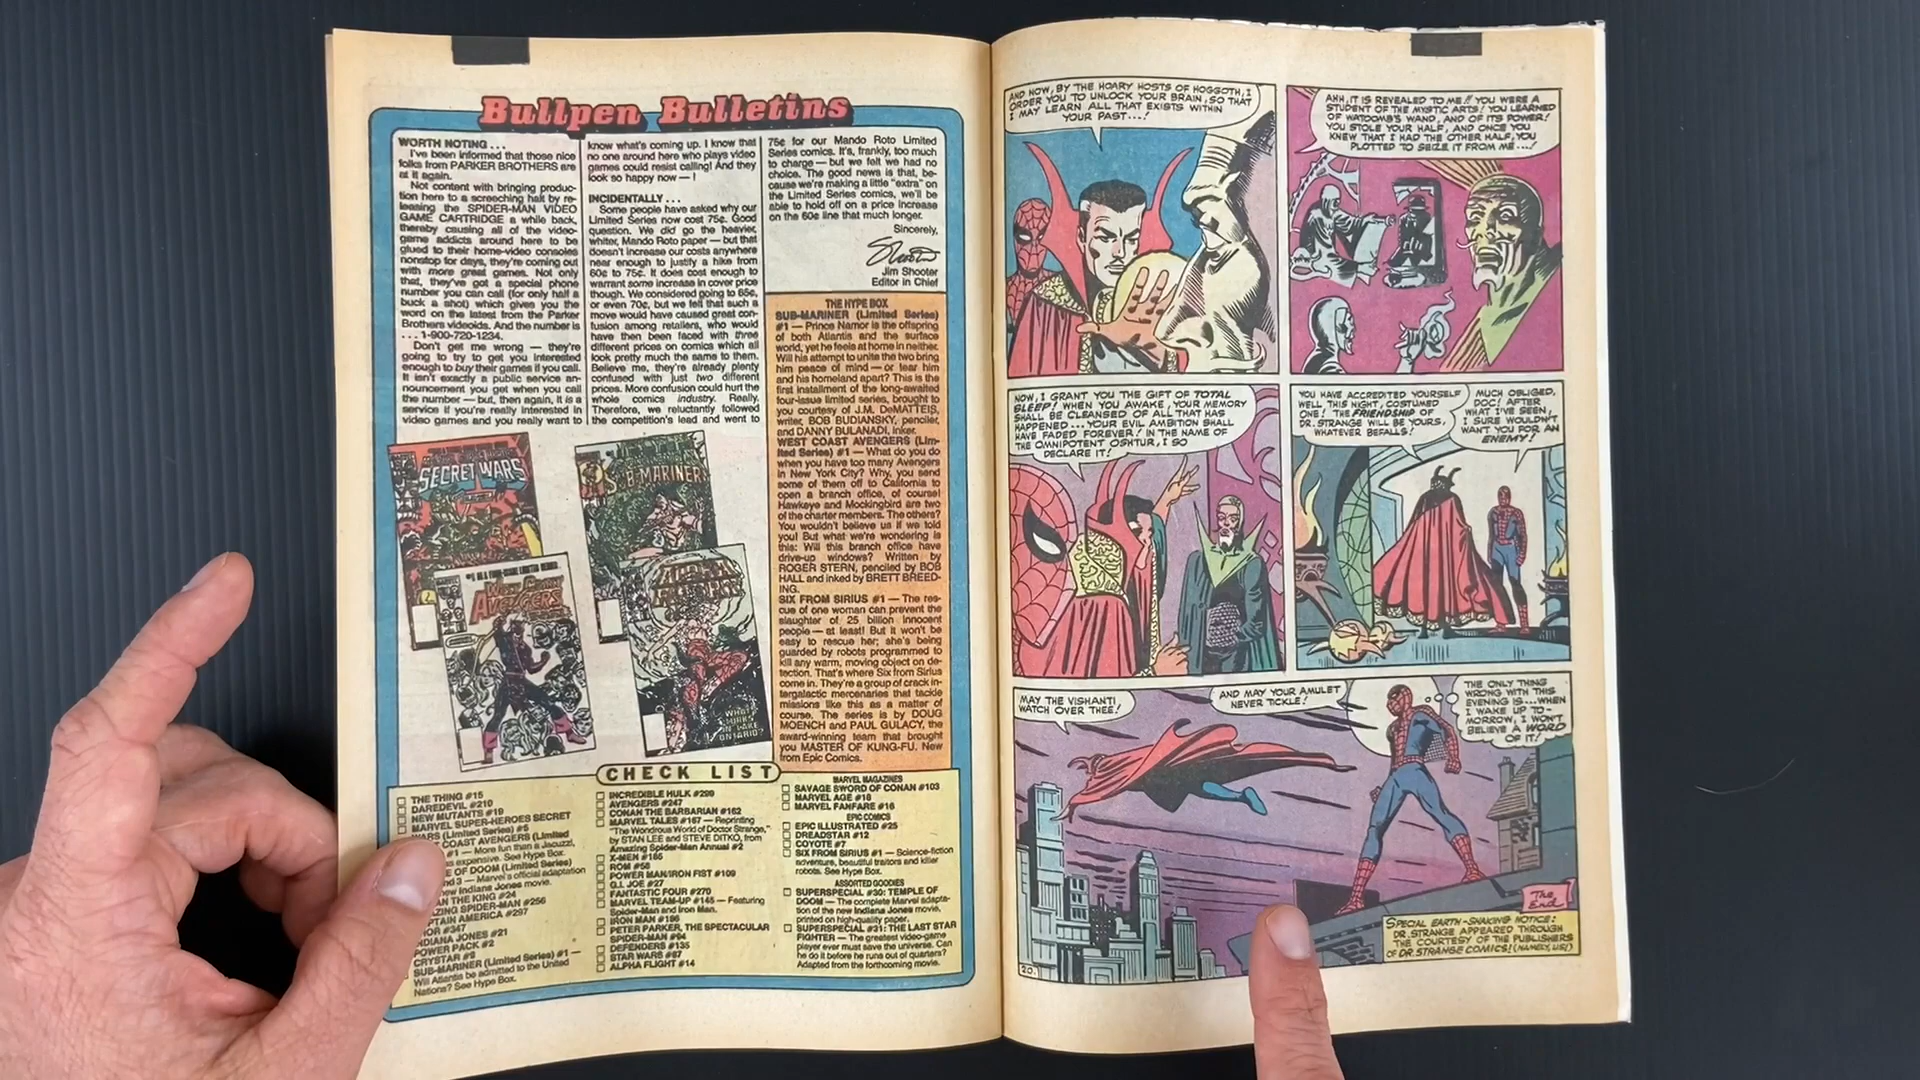 Bullpen Bulletins
WORTH NOTING . . .
I've been informed that those nice
folks from PARKER BROTHERS are
at it again.
Not content with bringing produc-
tion here to a screeching halt by re-
leasing the SPIDER-MAN VIDEO
GAME CARTRIDGE a while back,
thereby causing all of the video-
game addicts around here to be
glued to their home-video consoles
nonstop for days, they're coming out
with more great games. Not only
that, they've got a special phone
number you can call (for only half a
buck a shot) which gives you the
word on the latest from the Parker
Brothers videoids. And the number is
. . . 1-900-720-1234.
Don't get me wrong — they're
going to try to get you interested
enough to buy their games if you call.
It isn't exactly a public service an-
nouncement you get when you call
the number — but, then again, it is a
service if you're really interested in
video games and you really want to
know what's coming up. I know that
no one around here who plays video
games could resist calling! And they
look so happy now — !
INCIDENTALLY . . .
Some people have asked why our
Limited Series now cost 75¢. Good
question. We did go the heavier,
whiter, Mando Roto paper — but that
doesn't increase our costs anywhere
near enough to justify a hike from
60¢ to 75¢. It does cost enough to
warrant some increase in cover price
though. We considered going to 65¢,
or even 70¢, but we felt that such a
move would have caused great con-
fusion among retailers, who would
have then been faced with three
different prices on comics which all
look pretty much the same to them.
Believe me, they're already plenty
confused with just two different
prices. More confusion could hurt the
whole comics industry. Really.
Therefore, we reluctantly followed
the competition's lead and went to
75¢ for our Mando Roto Limited
Series comics. It's, frankly, too much
to charge — but we felt we had no
choice. The good news is that, be-
cause we're making a little "extra" on
the Limited Series comics, we'll be
able to hold off on a price increase
on the 60¢ line that much longer.
Sincerely,
Jim Shooter
Editor in Chief
THE HYPE BOX
SUB-MARINER (Limited Series)
#1 — Prince Namor is the offspring
of both Atlantis and the surface
world, yet he feels at home in neither.
Will his attempt to unite the two bring
him peace of mind — or tear him
and his homeland apart? This is the
first installment of the long-awaited
four-issue limited series, brought to
you courtesy of J.M. DeMATTEIS,
writer, BOB BUDIANSKY, penciler,
and DANNY BULANADI, inker.
WEST COAST AVENGERS (Lim-
ited Series) #1 — What do you do
when you have too many Avengers
in New York City? Why, you send
some of them off to California to
open a branch office, of course!
Hawkeye and Mockingbird are two
of the charter members. The others?
You wouldn't believe us if we told
you! But what we're wondering is
this: Will this branch office have
drive-up windows? Written by
ROGER STERN, penciled by BOB
HALL and inked by BRETT BREED-
ING.
SIX FROM SIRIUS #1 — The res-
cue of one woman can prevent the
slaughter of 25 billion innocent
people — at least! But it won't be
easy to rescue her; she's being
guarded by robots programmed to
kill any warm, moving object on de-
tection. That's where Six from Sirius
come in. They're a group of crack in-
tergalactic mercenaries that tackle
missions like this as a matter of
course. The series is by DOUG
MOENCH and PAUL GULACY, the
award-winning team that brought
you MASTER OF KUNG-FU. New
from Epic Comics.
SECRET WARS
SUB-MARINER
WEST COAST
AVENGERS
CHECK LIST
THE THING #15
DAREDEVIL #210
NEW MUTANTS #19
MARVEL SUPER-HEROES SECRET
WARS (Limited Series) #5
COAST AVENGERS (Limited
#1 — More fun than a Jacuzzi,
as expensive. See Hype Box.
OF DOOM (Limited Series)
and 3 — Marvel's official adaptation
new Indiana Jones movie.
THE KING #24
SPIDER-MAN #256
AMERICA #297
#347
INDIANA JONES #21
POWER PACK #2
CRYSTAR #9
SUB-MARINER (Limited Series) #1 —
Will Atlantis be admitted to the United
Nations? See Hype Box.
INCREDIBLE HULK #299
AVENGERS #247
CONAN THE BARBARIAN #162
MARVEL TALES #167 — Reprinting
"The Wondrous World of Doctor Strange,"
by STAN LEE and STEVE DITKO, from
Amazing Spider-Man Annual #2
X-MEN #185
ROM #58
POWER MAN/IRON FIST #109
G.I. JOE #27
FANTASTIC FOUR #270
MARVEL TEAM-UP #145 — Featuring
Spider-Man and Iron Man.
IRON MAN #186
PETER PARKER, THE SPECTACULAR
SPIDER-MAN #94
DEFENDERS #135
STAR WARS #87
ALPHA FLIGHT #14
MARVEL MAGAZINES
SAVAGE SWORD OF CONAN #103
MARVEL AGE #18
MARVEL FANFARE #16
EPIC COMICS
EPIC ILLUSTRATED #25
DREADSTAR #12
COYOTE #7
SIX FROM SIRIUS #1 — Science-fiction
adventure, beautiful traitors and killer
robots. See Hype Box.
ASSORTED GOODIES
SUPERSPECIAL #30: TEMPLE OF
DOOM — The complete Marvel adapta-
tion of the new Indiana Jones movie,
printed on high-quality paper.
SUPERSPECIAL #31: THE LAST STAR
FIGHTER — The greatest video-game
player ever must save the universe. Can
he do it before he runs out of quarters?
Adapted from the forthcoming movie.
AND NOW, BY THE HOARY HOSTS OF HOGGOTH, I
ORDER YOU TO UNLOCK YOUR BRAIN, SO THAT
I MAY LEARN ALL THAT EXISTS WITHIN
YOUR PAST...!
AHH, IT IS REVEALED TO ME!! YOU WERE A
STUDENT OF THE MYSTIC ARTS! YOU LEARNED
OF WATOOMB'S WAND, AND OF ITS POWER!
YOU STOLE YOUR HALF, AND ONCE YOU
KNEW THAT I HAD THE OTHER HALF, YOU
PLOTTED TO SEIZE IT FROM ME...!
NOW, I GRANT YOU THE GIFT OF TOTAL
SLEEP! WHEN YOU AWAKE, YOUR MEMORY
SHALL BE CLEANSED OF ALL THAT HAS
HAPPENED... YOUR EVIL AMBITION SHALL
HAVE FADED FOREVER! IN THE NAME OF
THE OMNIPOTENT OSHTUR, I SO
DECLARE IT!
YOU HAVE ACCREDITED YOURSELF
WELL THIS NIGHT, COSTUMED
ONE! THE FRIENDSHIP OF
DR. STRANGE WILL BE YOURS,
WHATEVER BEFALLS!
MUCH OBLIGED,
DOC! AFTER
WHAT I'VE SEEN,
I SURE WOULDN'T
WANT YOU FOR AN
ENEMY!
MAY THE VISHANTI
WATCH OVER THEE!
AND MAY YOUR AMULET
NEVER TICKLE!
THE ONLY THING
WRONG WITH THIS
EVENING IS...WHEN
I WAKE UP TO-
MORROW, I WON'T
BELIEVE A WORD
OF IT!
The
End
SPECIAL EARTH-SHAKING NOTICE:
DR. STRANGE APPEARED THROUGH
THE COURTESY OF THE PUBLISHERS
OF DR. STRANGE COMICS! (NAMELY, US!)
20.